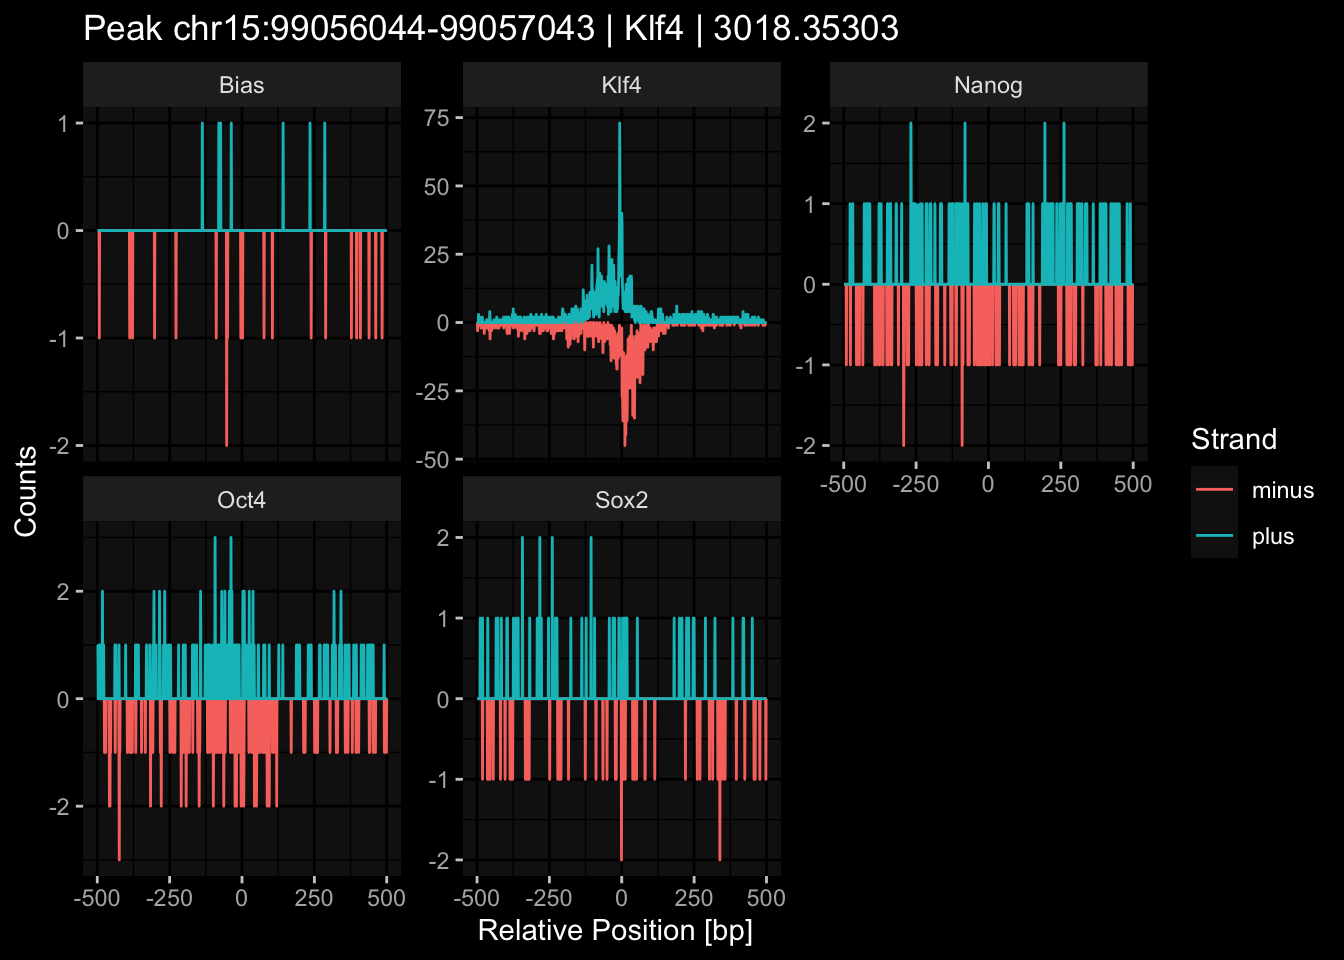 Peak chr15:99056044-99057043 | Klf4 | 3018.35303
Bias
Klf4
Nanog
1
0
-1
-2
75
50
25
0
-25
-50
2
1
0
-1
-2
-500 -250 0 250 500
Counts
Oct4
Sox2
2
0
-2
2
1
0
-1
-2
-500 -250 0 250 500
-500 -250 0 250 500
Relative Position [bp]
Strand
minus
plus